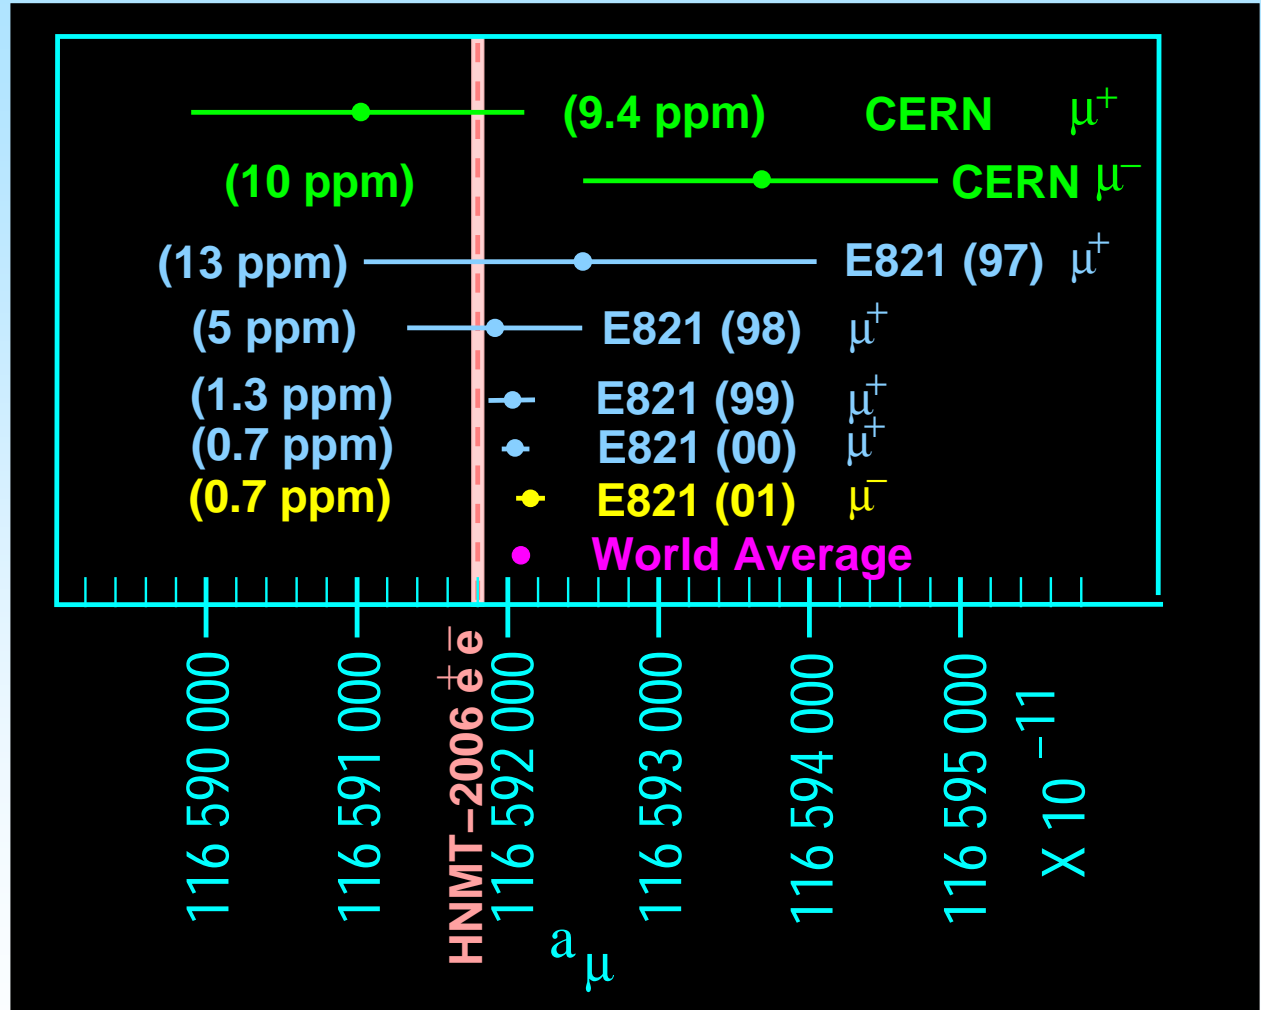 (9.4 ppm) CERN μ+
(10 ppm) CERN μ−
(13 ppm) E821 (97) μ+
(5 ppm) E821 (98) μ+
(1.3 ppm) E821 (99) μ+
(0.7 ppm) E821 (00) μ+
(0.7 ppm) E821 (01) μ−
World Average
116 590 000
116 591 000
HNMT−2006 e+e−
116 592 000
116 593 000
116 594 000
116 595 000
X 10−11
aμ